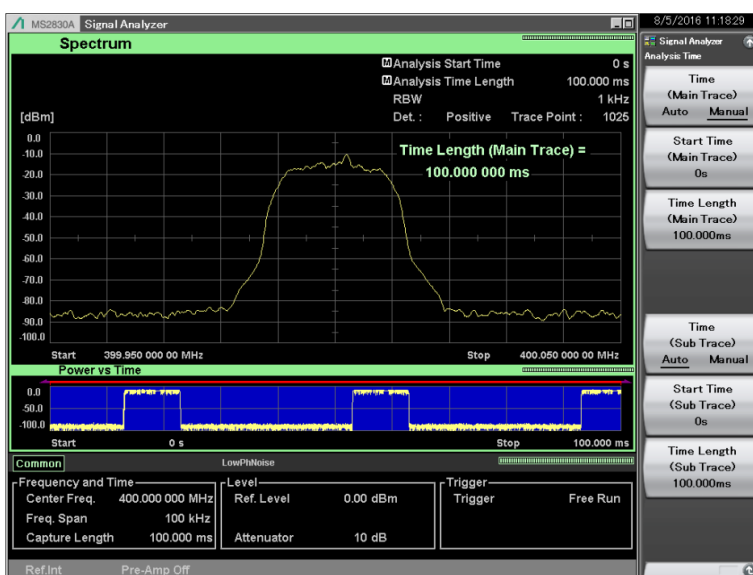 MS2830A Signal Analyzer
8/5/2016 11:18:29
Spectrum
Analysis Start Time 0 s
Analysis Time Length 100.000 ms
RBW 1 kHz
[dBm] Det. : Positive Trace Point : 1025
Time Length (Main Trace) =
100.000 000 ms
0.0
-10.0
-20.0
-30.0
-40.0
-50.0
-60.0
-70.0
-80.0
-90.0
-100.0
Start 399.950 000 00 MHz Stop 400.050 000 00 MHz
Power vs Time
0.0
-50.0
-100.0
Start 0 s Stop 100.000 ms
Common LowPhNoise
Frequency and Time
Center Freq. 400.000 000 MHz
Freq. Span 100 kHz
Capture Length 100.000 ms
Level
Ref. Level 0.00 dBm
Attenuator 10 dB
Trigger
Trigger Free Run
Ref.Int Pre-Amp Off
Signal Analyzer
Analysis Time
Time
(Main Trace)
Auto Manual
Start Time
(Main Trace)
0s
Time Length
(Main Trace)
100.000ms
Time
(Sub Trace)
Auto Manual
Start Time
(Sub Trace)
0s
Time Length
(Sub Trace)
100.000ms